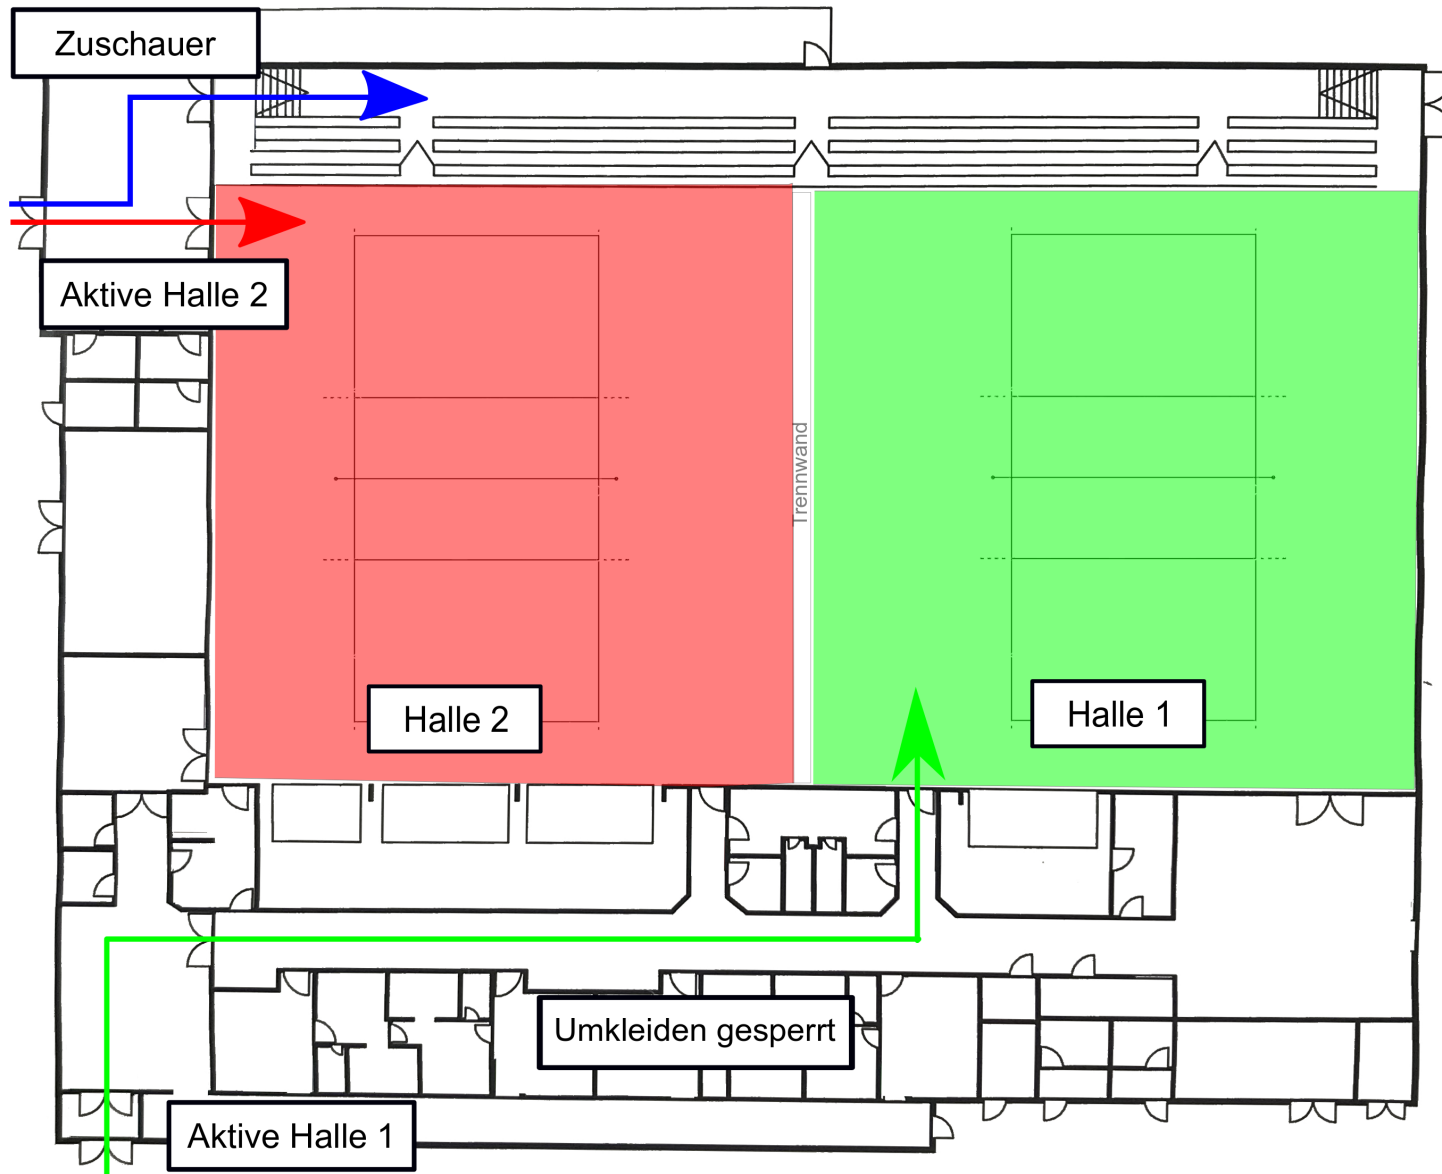 Zuschauer
Aktive Halle 2
Trennwand
Halle 2
Halle 1
Umkleiden gesperrt
Aktive Halle 1